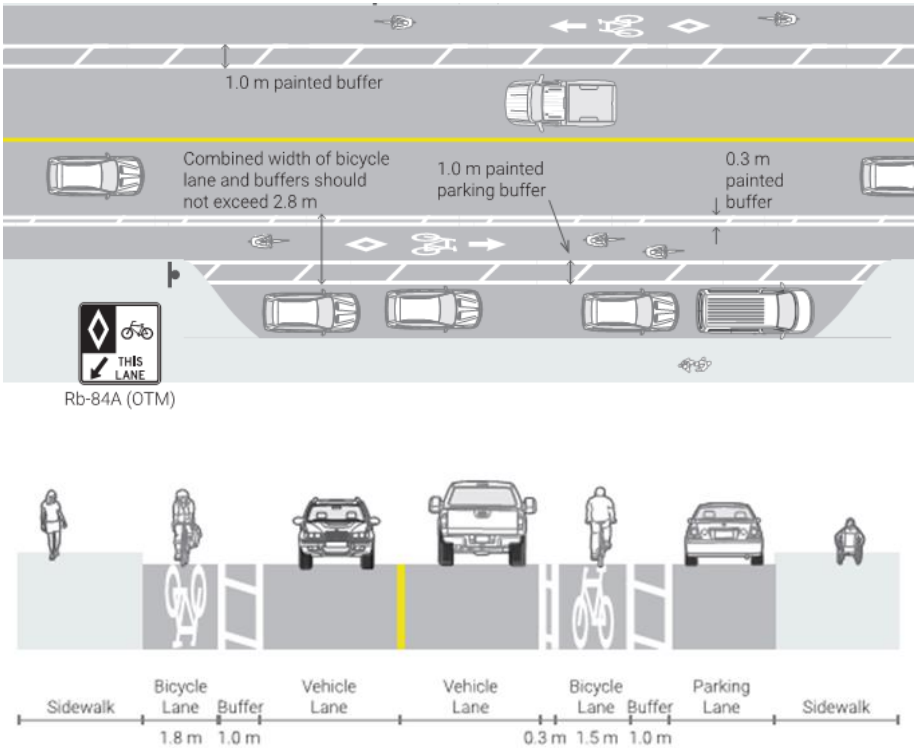 1.0 m painted buffer
Combined width of bicycle
lane and buffers should
not exceed 2.8 m
1.0 m painted
parking buffer
0.3 m
painted
buffer
THIS
LANE
Rb-84A (OTM)
Sidewalk
Bicycle
Lane
Buffer
Vehicle
Lane
Vehicle
Lane
Bicycle
Lane
Buffer
Parking
Lane
Sidewalk
1.8 m
1.0 m
0.3 m
1.5 m
1.0 m